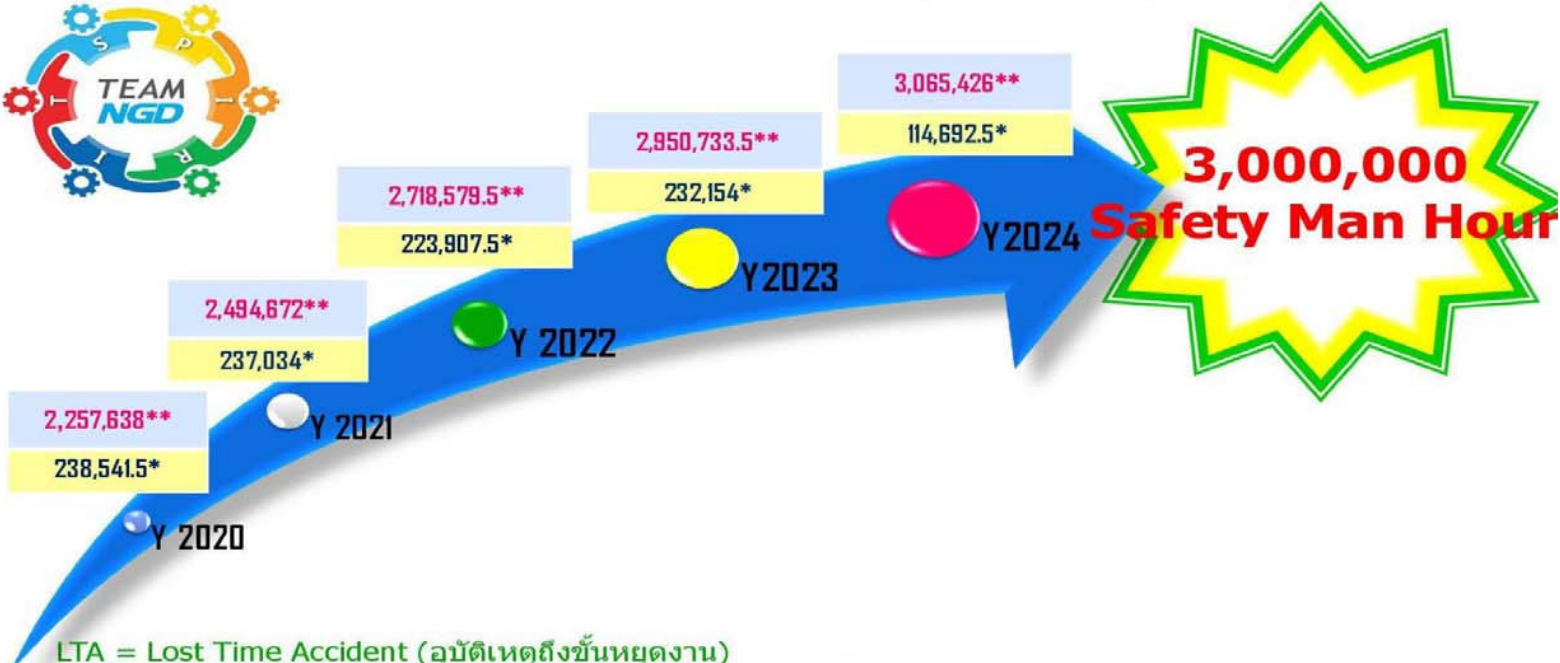 S P I R I T
TEAM
NGD
3,065,426**
114,692.5*
2,950,733.5**
232,154*
2,718,579.5**
223,907.5*
2,494,672**
237,034*
2,257,638**
238,541.5*
3,000,000
Safety Man Hour
Y2024
Y2023
Y 2022
Y 2021
Y 2020
LTA = Lost Time Accident (อุบัติเหตุถึงขั้นหยุดงาน)